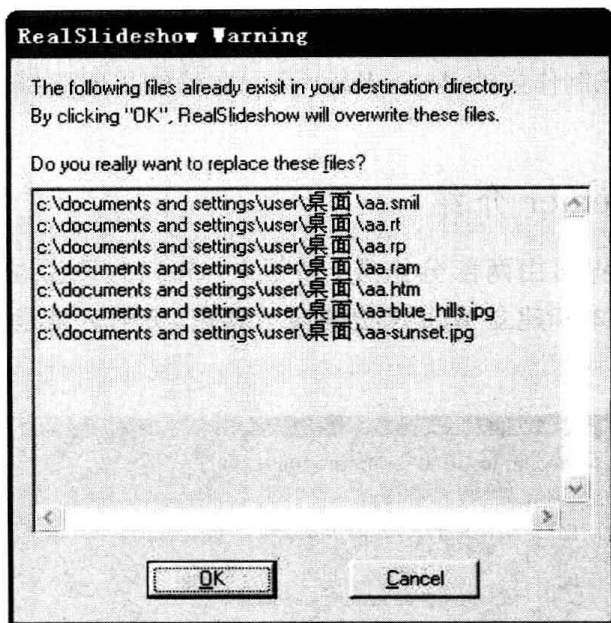 RealSlideshow Warning
The following files already exisit in your destination directory.
By clicking "OK", RealSlideshow will overwrite these files.
Do you really want to replace these files?
c:\documents and settings\user\桌面\aa.smil
c:\documents and settings\user\桌面\aa.rt
c:\documents and settings\user\桌面\aa.rp
c:\documents and settings\user\桌面\aa.ram
c:\documents and settings\user\桌面\aa.htm
c:\documents and settings\user\桌面\aa-blue_hills.jpg
c:\documents and settings\user\桌面\aa-sunset.jpg
OK
Cancel